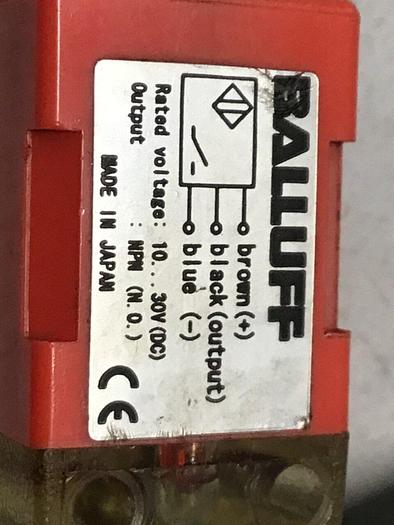 BALLUFF
brown(+)
black(output)
blue (-)
Rated voltage: 10...30V(DC)
Output : NPN (N.O.)
MADE IN JAPAN
CE